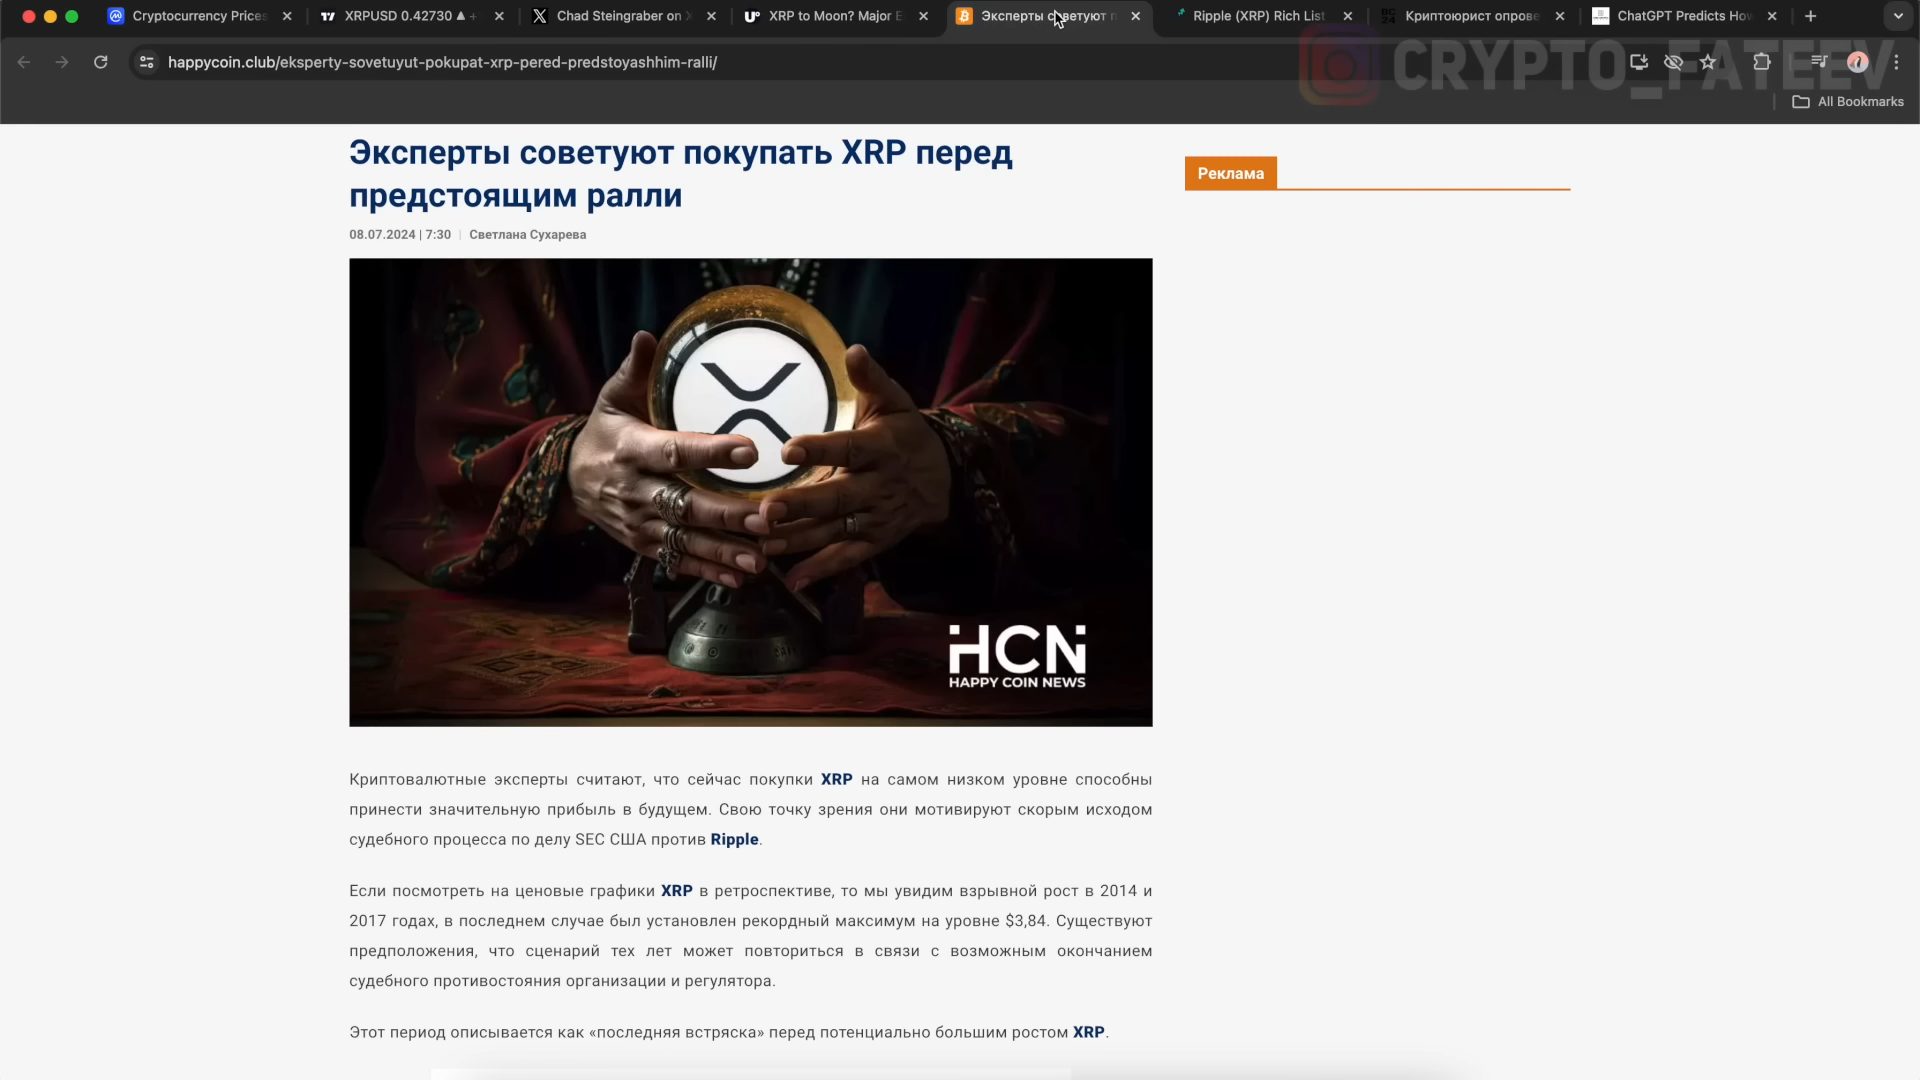 Cryptocurrency Prices
XRPUSD 0.42730 ▲ +
Chad Steingraber on X
XRP to Moon? Major E
Эксперты советуют п
Ripple (XRP) Rich List
Криптоюрист опрове
ChatGPT Predicts How
happycoin.club/eksperty-sovetuyut-pokupat-xrp-pered-predstoyashhim-ralli/
CRYPTO_FATEEV
All Bookmarks
Эксперты советуют покупать XRP перед
предстоящим ралли
Реклама
08.07.2024 | 7:30 | Светлана Сухарева
HCN
HAPPY COIN NEWS
Криптовалютные эксперты считают, что сейчас покупки XRP на самом низком уровне способны
принести значительную прибыль в будущем. Свою точку зрения они мотивируют скорым исходом
судебного процесса по делу SEC США против Ripple.
Если посмотреть на ценовые графики XRP в ретроспективе, то мы увидим взрывной рост в 2014 и
2017 годах, в последнем случае был установлен рекордный максимум на уровне $3,84. Существуют
предположения, что сценарий тех лет может повториться в связи с возможным окончанием
судебного противостояния организации и регулятора.
Этот период описывается как «последняя встряска» перед потенциально большим ростом XRP.